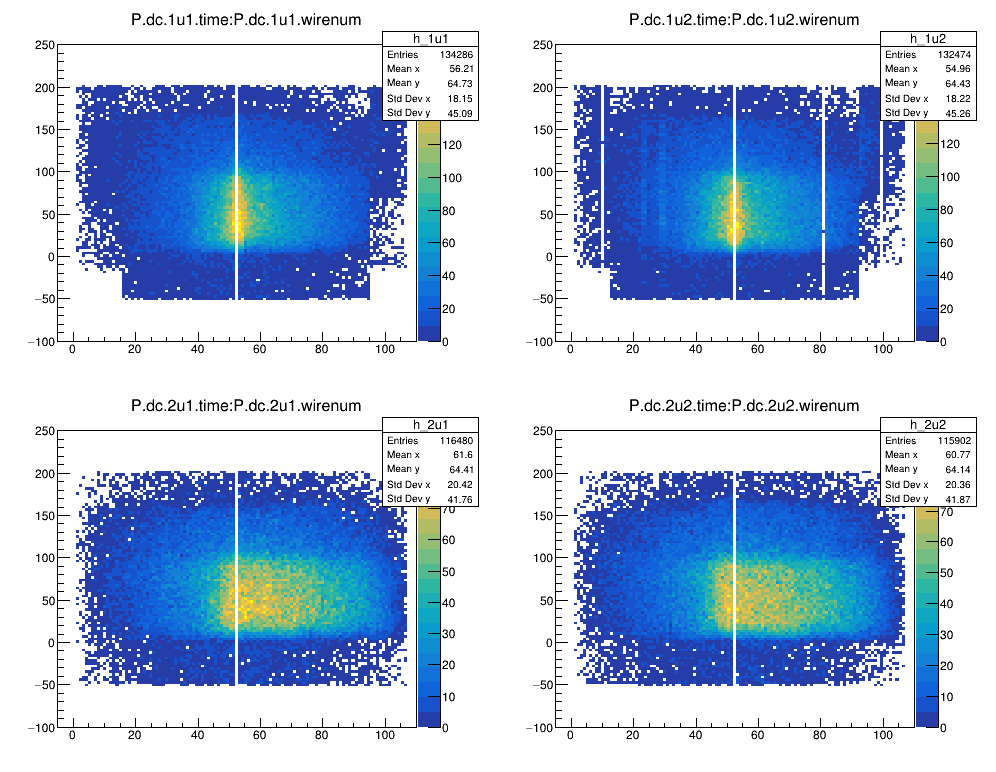 P.dc.1u1.time:P.dc.1u1.wirenum
h_1u1
Entries 134286
Mean x 56.21
Mean y 64.73
Std Dev x 18.15
Std Dev y 45.09
250
200
150
100
50
0
−50
−100
0 20 40 60 80 100
120
100
80
60
40
20
0
P.dc.1u2.time:P.dc.1u2.wirenum
h_1u2
Entries 132474
Mean x 54.96
Mean y 64.43
Std Dev x 18.22
Std Dev y 45.26
250
200
150
100
50
0
−50
−100
0 20 40 60 80 100
120
100
80
60
40
20
0
P.dc.2u1.time:P.dc.2u1.wirenum
h_2u1
Entries 116480
Mean x 61.6
Mean y 64.41
Std Dev x 20.42
Std Dev y 41.76
250
200
150
100
50
0
−50
−100
0 20 40 60 80 100
70
60
50
40
30
20
10
0
P.dc.2u2.time:P.dc.2u2.wirenum
h_2u2
Entries 115902
Mean x 60.77
Mean y 64.14
Std Dev x 20.36
Std Dev y 41.87
250
200
150
100
50
0
−50
−100
0 20 40 60 80 100
70
60
50
40
30
20
10
0